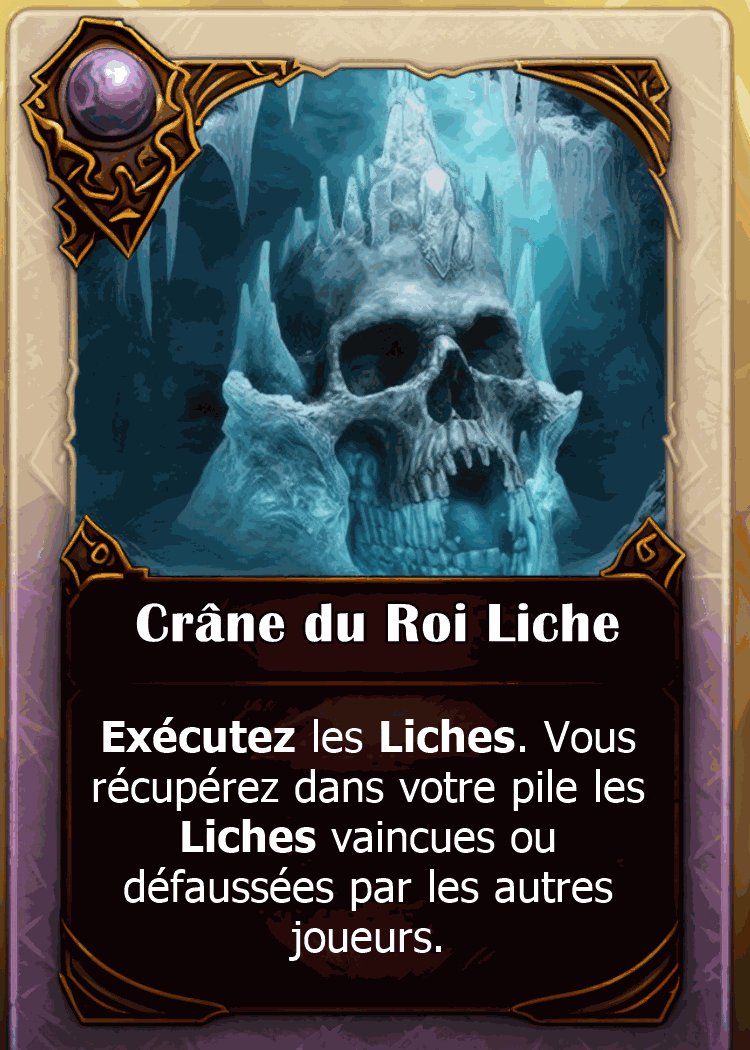 Crâne du Roi Liche
Exécutez les Liches. Vous
récupérez dans votre pile les
Liches vaincues ou
défaussées par les autres
joueurs.